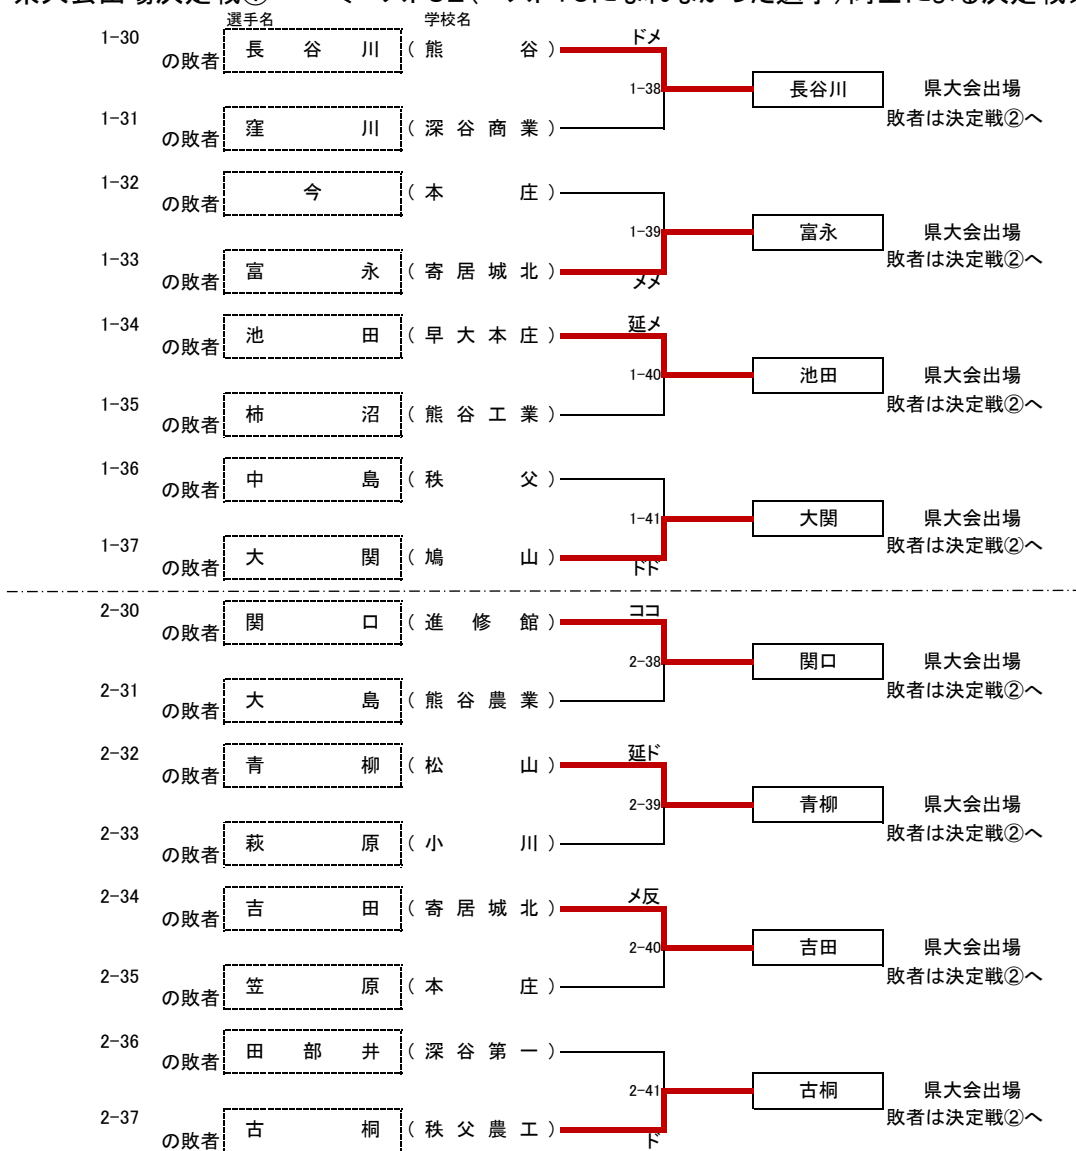 選手名 学校名
1-30 の敗者 長谷川 (熊谷) ドメ
1-38 長谷川 県大会出場
敗者は決定戦②へ
1-31 の敗者 窪川 (深谷商業)
1-32 の敗者 今 (本庄)
1-39 富永 県大会出場
敗者は決定戦②へ
1-33 の敗者 富永 (寄居城北) メメ
1-34 の敗者 池田 (早大本庄) 延メ
1-40 池田 県大会出場
敗者は決定戦②へ
1-35 の敗者 柿沼 (熊谷工業)
1-36 の敗者 中島 (秩父)
1-41 大関 県大会出場
敗者は決定戦②へ
1-37 の敗者 大関 (鳩山) ドド
2-30 の敗者 関口 (進修館) ココ
2-38 関口 県大会出場
敗者は決定戦②へ
2-31 の敗者 大島 (熊谷農業)
2-32 の敗者 青柳 (松山) 延ド
2-39 青柳 県大会出場
敗者は決定戦②へ
2-33 の敗者 萩原 (小川)
2-34 の敗者 吉田 (寄居城北) メ反
2-40 吉田 県大会出場
敗者は決定戦②へ
2-35 の敗者 笠原 (本庄)
2-36 の敗者 田部井 (深谷第一)
2-41 古桐 県大会出場
敗者は決定戦②へ
2-37 の敗者 古桐 (秩父農工) ド